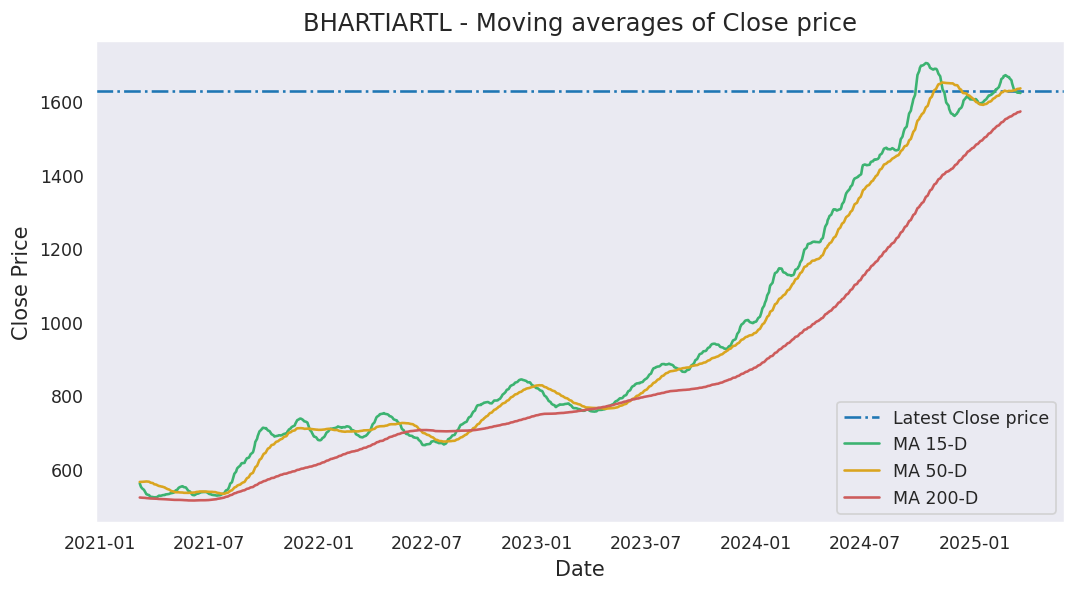 BHARTIARTL - Moving averages of Close price
Close Price
1600
1400
1200
1000
800
600
Latest Close price
MA 15-D
MA 50-D
MA 200-D
2021-01
2021-07
2022-01
2022-07
2023-01
2023-07
2024-01
2024-07
2025-01
Date